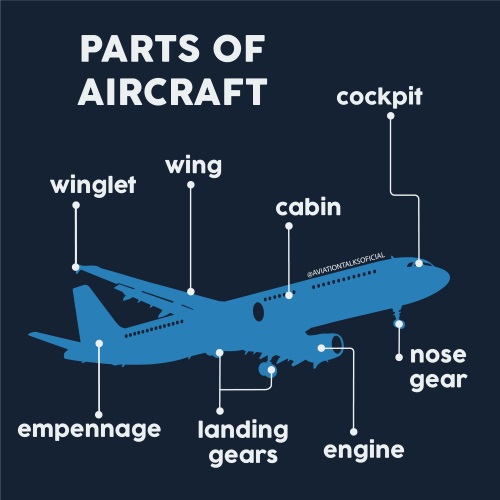 PARTS OF
AIRCRAFT
cockpit
wing
winglet
cabin
@AVIATIONTALKSOFICIAL
nose
gear
empennage
landing
gears
engine